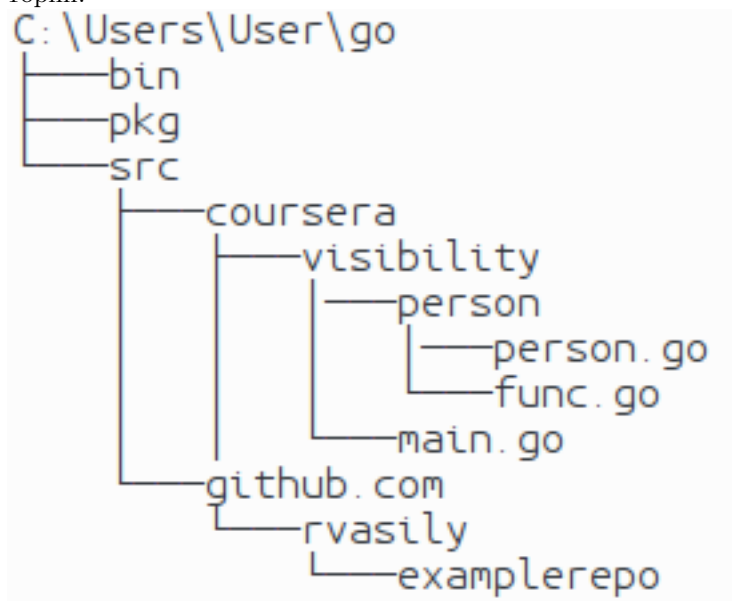 C:\Users\User\go
├───bin
├───pkg
└───src
    ├───coursera
    │   ├───visibility
    │   │   │───person
    │   │   │   │───person.go
    │   │   │   └───func.go
    │   │   └───main.go
    └───github.com
        └───rvasily
            └───examplerepo